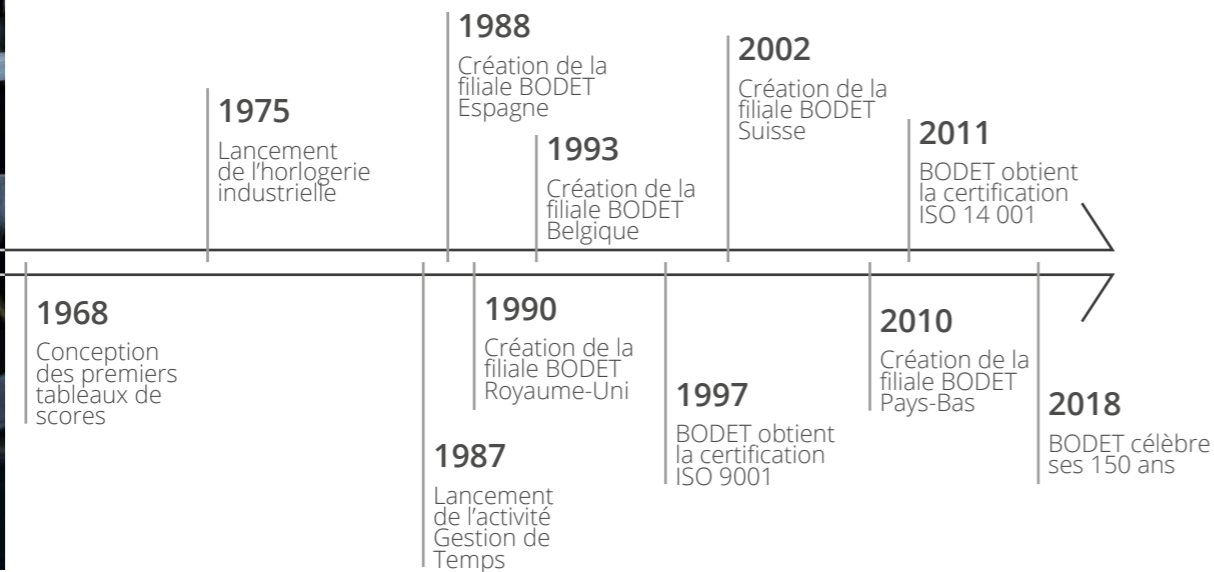 1988
Création de la
filiale BODET
Espagne
2002
Création de la
filiale BODET
Suisse
1975
Lancement
de l'horlogerie
industrielle
1993
Création de la
filiale BODET
Belgique
2011
BODET obtient
la certification
ISO 14 001
1968
Conception
des premiers
tableaux de
scores
1990
Création de la
filiale BODET
Royaume-Uni
2010
Création de la
filiale BODET
Pays-Bas
1997
BODET obtient
la certification
ISO 9001
2018
BODET célèbre
ses 150 ans
1987
Lancement
de l'activité
Gestion de
Temps